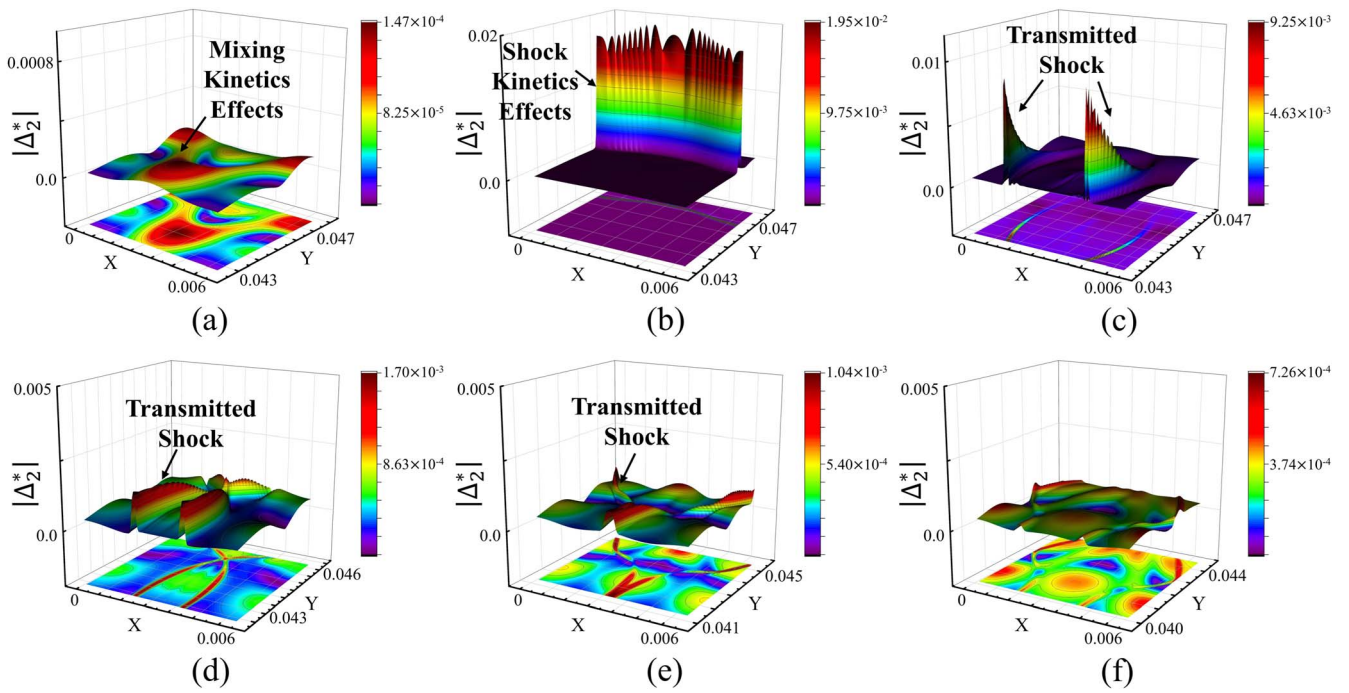 0.0008
0.0
|Δ*2|
Mixing
Kinetics
Effects
1.47×10⁻⁴
8.25×10⁻⁵
0
X
0.006
0.043
Y
0.047
(a)
0.02
0.0
|Δ*2|
Shock
Kinetics
Effects
1.95×10⁻²
9.75×10⁻³
0
X
0.006
0.043
Y
0.047
(b)
0.01
0.0
|Δ*2|
Transmitted
Shock
9.25×10⁻³
4.63×10⁻³
0
X
0.006
0.043
Y
0.047
(c)
0.005
0.0
|Δ*2|
Transmitted
Shock
1.70×10⁻³
8.63×10⁻⁴
0
X
0.006
0.043
Y
0.046
(d)
0.005
0.0
|Δ*2|
Transmitted
Shock
1.04×10⁻³
5.40×10⁻⁴
0
X
0.006
0.041
Y
0.045
(e)
0.005
0.0
|Δ*2|
7.26×10⁻⁴
3.74×10⁻⁴
0
X
0.006
0.040
Y
0.044
(f)